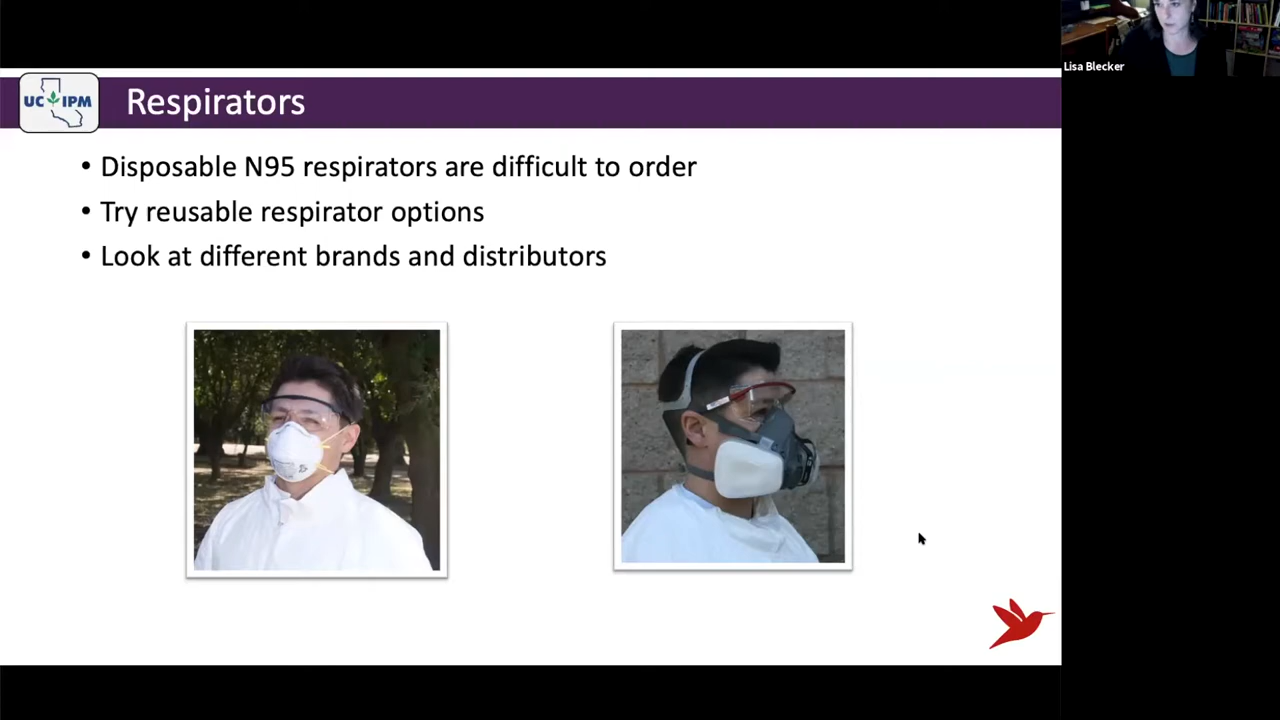 UC IPM
Respirators
• Disposable N95 respirators are difficult to order
• Try reusable respirator options
• Look at different brands and distributors
Lisa Blecker